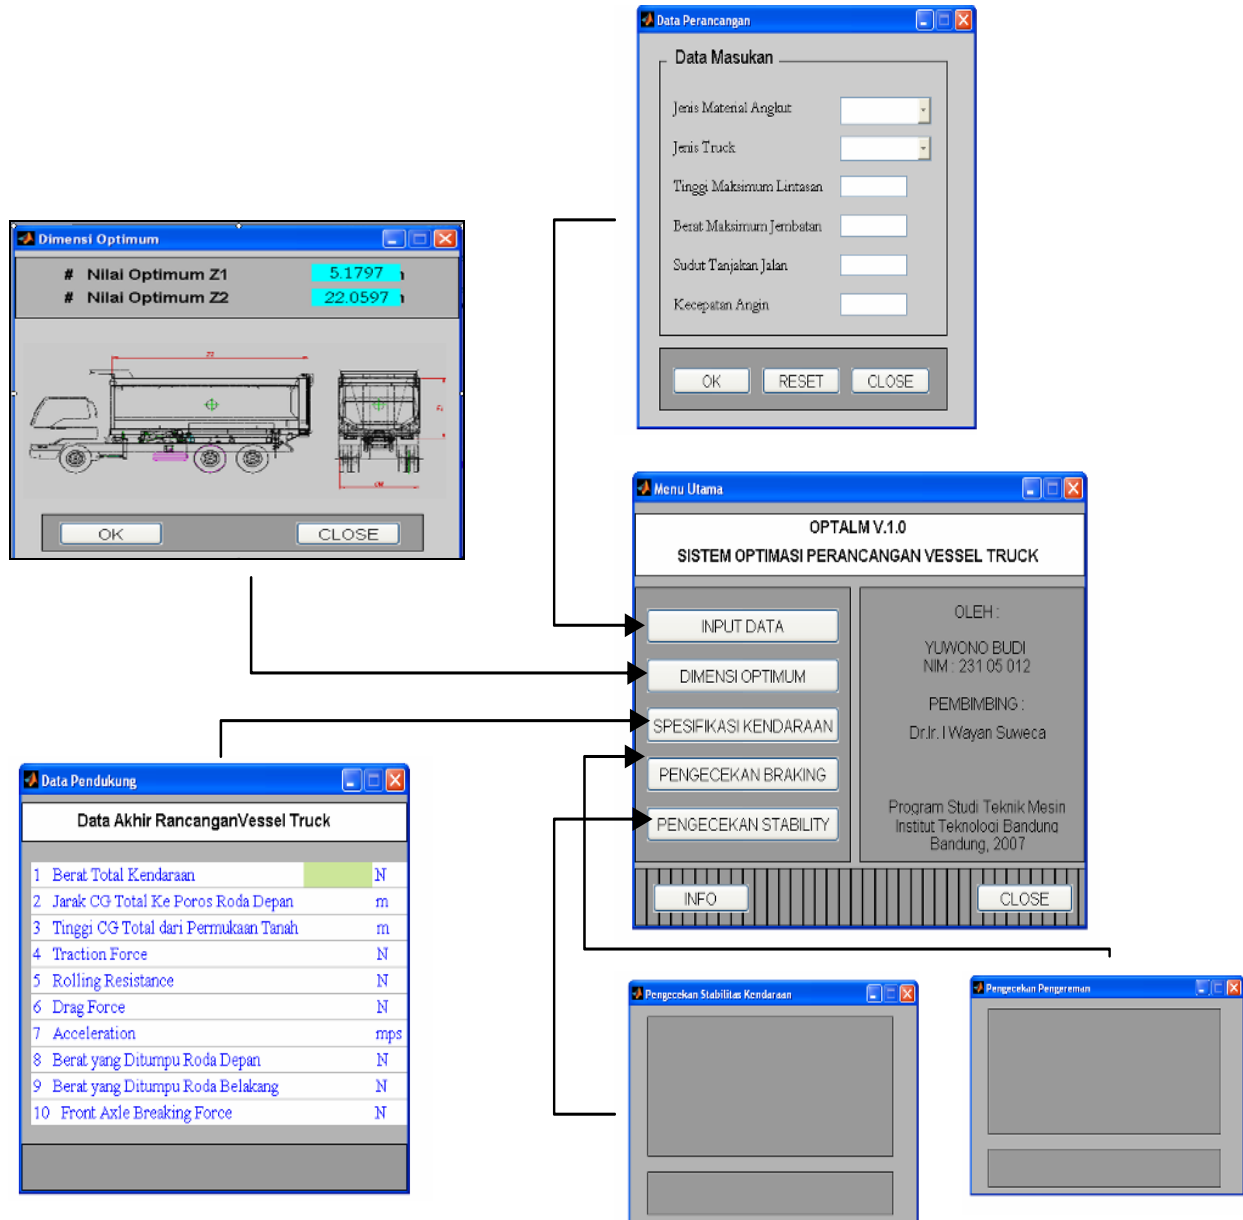 Data Perancangan
Data Masukan
Jenis Material Angkut
Jenis Truck
Tinggi Maksimum Lintasan
Berat Maksimum Jembatan
Sudut Tanjakan Jalan
Kecepatan Angin
OK RESET CLOSE
Dimensi Optimum
# Nilai Optimum Z1 5.1797
# Nilai Optimum Z2 22.0597
OK CLOSE
Menu Utama
OPTALM V.1.0
SISTEM OPTIMASI PERANCANGAN VESSEL TRUCK
INPUT DATA
DIMENSI OPTIMUM
SPESIFIKASI KENDARAAN
PENGECEKAN BRAKING
PENGECEKAN STABILITY
OLEH :
YUWONO BUDI
NIM : 231 05 012
PEMBIMBING :
Dr.Ir. I Wayan Suweca
Program Studi Teknik Mesin
Institut Teknologi Bandung
Bandung, 2007
INFO CLOSE
Data Pendukung
Data Akhir RancanganVessel Truck
1 Berat Total Kendaraan N
2 Jarak CG Total Ke Poros Roda Depan m
3 Tinggi CG Total dari Permukaan Tanah m
4 Traction Force N
5 Rolling Resistance N
6 Drag Force N
7 Acceleration mps
8 Berat yang Ditumpu Roda Depan N
9 Berat yang Ditumpu Roda Belakang N
10 Front Axle Breaking Force N
Pengecekan Stabilitas Kendaraan
Pengecekan Pengereman